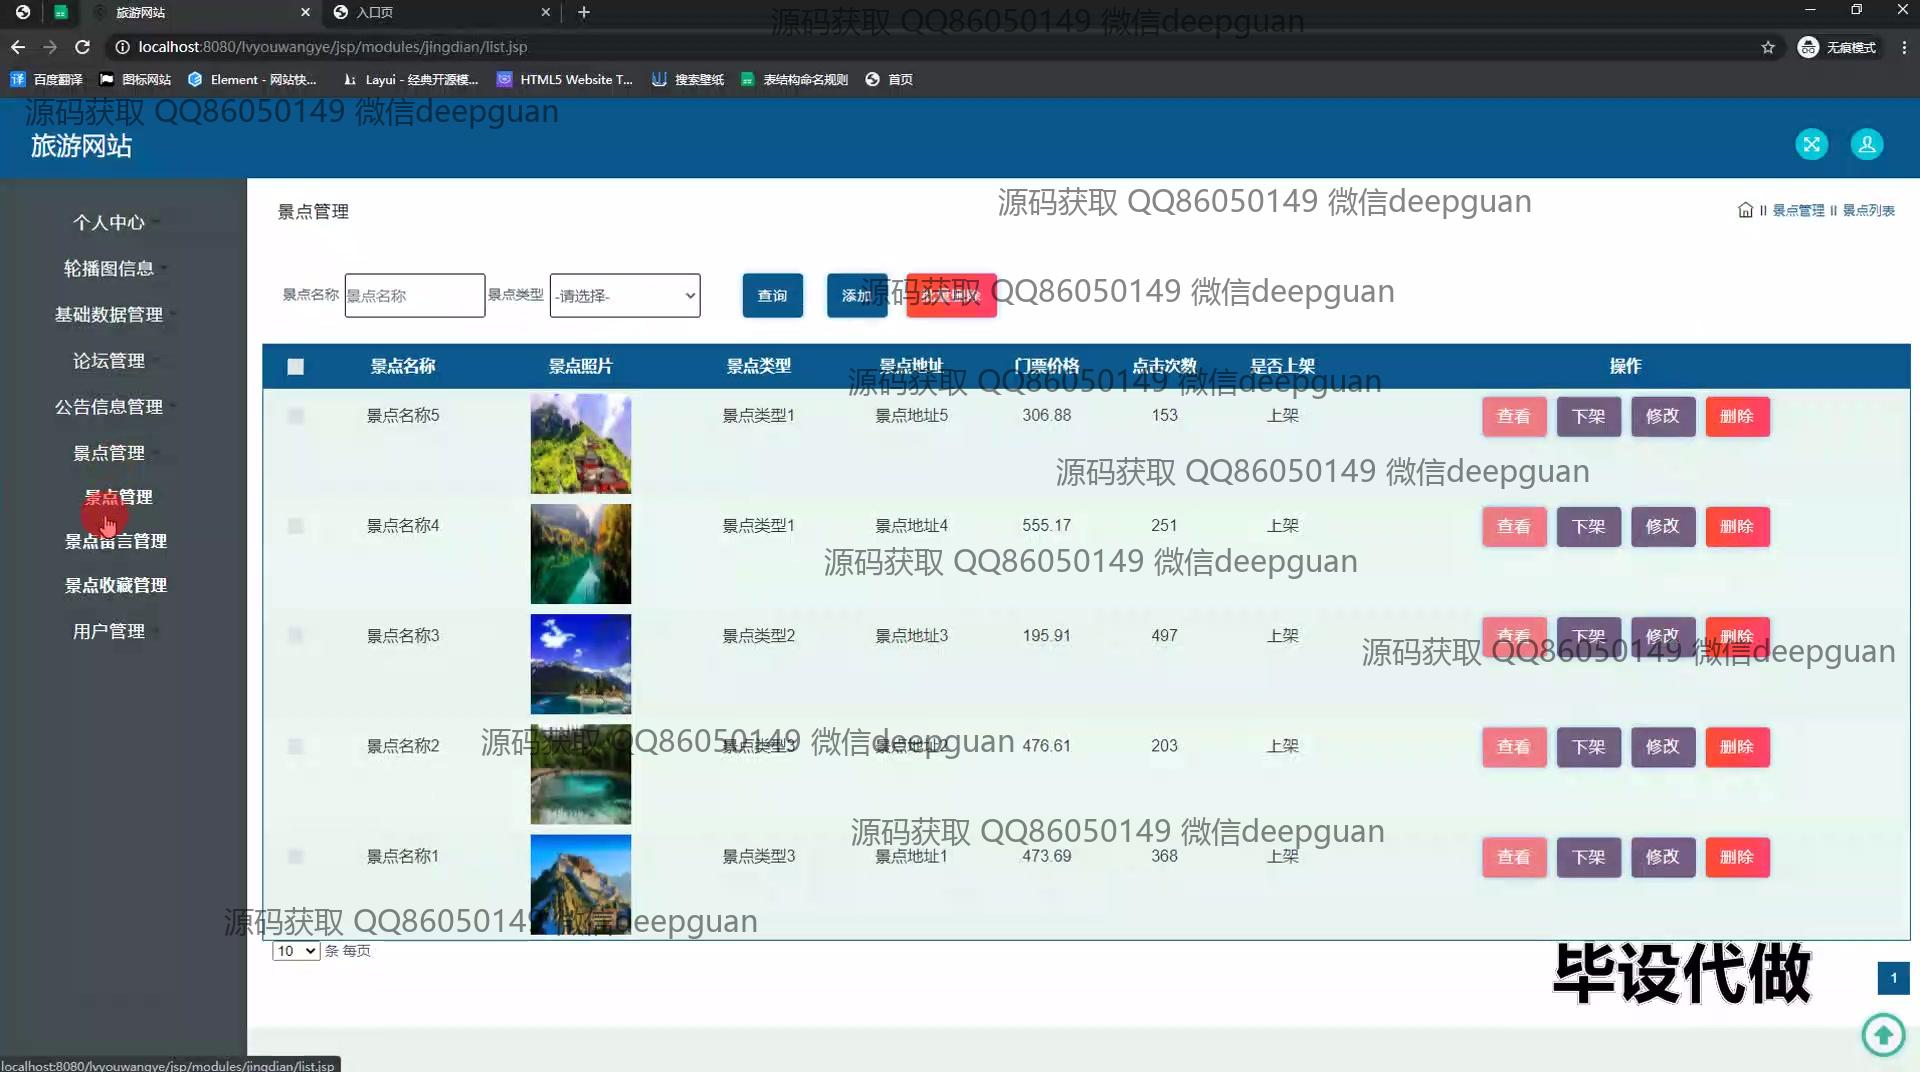 旅游网站
入口页
源码获取 QQ86050149 微信deepguan
localhost:8080/lvyouwangye/jsp/modules/jingdian/list.jsp
无痕模式
百度翻译 图标网站 Element - 网站快... Layui - 经典开源模... HTML5 Website T... 搜索壁纸 表结构命名规则 首页
源码获取 QQ86050149 微信deepguan
旅游网站
个人中心
轮播图信息
基础数据管理
论坛管理
公告信息管理
景点管理
景点管理
景点留言管理
景点收藏管理
用户管理
景点管理
源码获取 QQ86050149 微信deepguan
II 景点管理 II 景点列表
景点名称 景点名称 景点类型 -请选择- 查询 添加 批量删除
源码获取 QQ86050149 微信deepguan
景点名称 景点照片 景点类型 景点地址 门票价格 点击次数 是否上架 操作
源码获取 QQ86050149 微信deepguan
景点名称5 景点类型1 景点地址5 306.88 153 上架 查看 下架 修改 删除
源码获取 QQ86050149 微信deepguan
景点名称4 景点类型1 景点地址4 555.17 251 上架 查看 下架 修改 删除
源码获取 QQ86050149 微信deepguan
景点名称3 景点类型2 景点地址3 195.91 497 上架 查看 下架 修改 删除
源码获取 QQ86050149 微信deepguan
景点名称2 景点类型3 景点地址2 476.61 203 上架 查看 下架 修改 删除
源码获取 QQ86050149 微信deepguan
源码获取 QQ86050149 微信deepguan
景点名称1 景点类型3 景点地址1 473.69 368 上架 查看 下架 修改 删除
源码获取 QQ86050149 微信deepguan
10 条 每页
毕设代做
1
localhost:8080/lvyouwangye/jsp/modules/jingdian/list.jsp